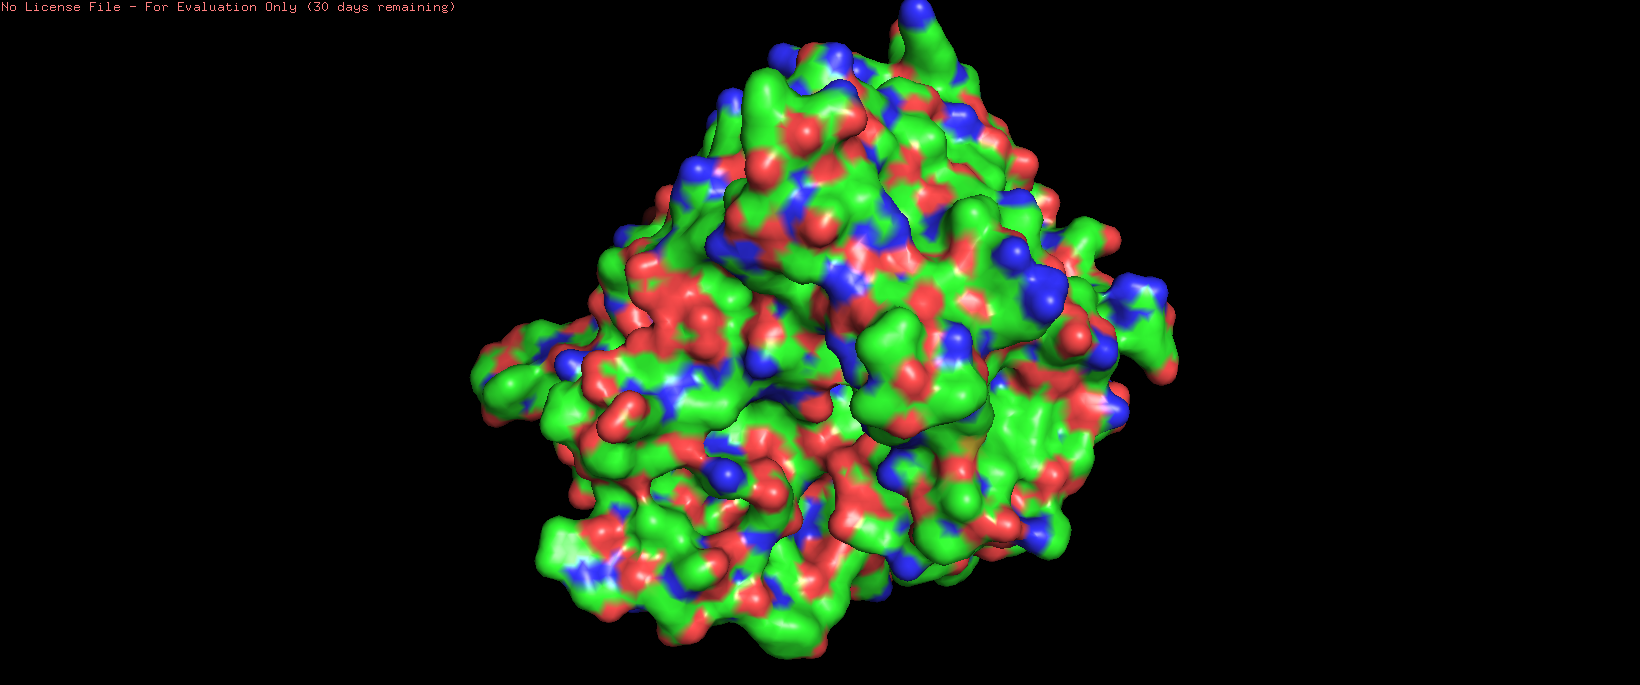 No License File - For Evaluation Only (30 days remaining)